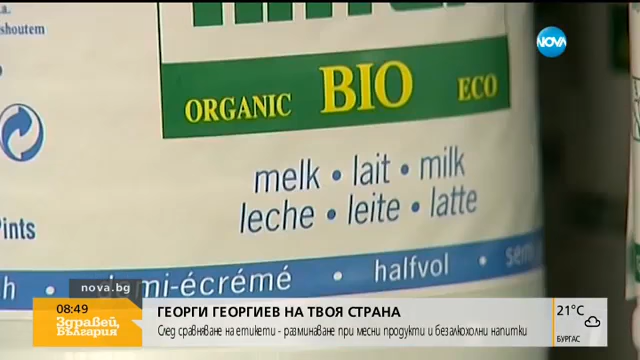 shoutem
NOVA
ORGANIC BIO ECO
melk • lait • milk
leche • leite • latte
Pints
nova.bg
demi-écrémé • halfvol •
08:49
Здравей,
България
ГЕОРГИ ГЕОРГИЕВ НА ТВОЯ СТРАНА
След сравняване на етикети - разминаване при месни продукти и безалкохолни напитки
21°C
БУРГАС